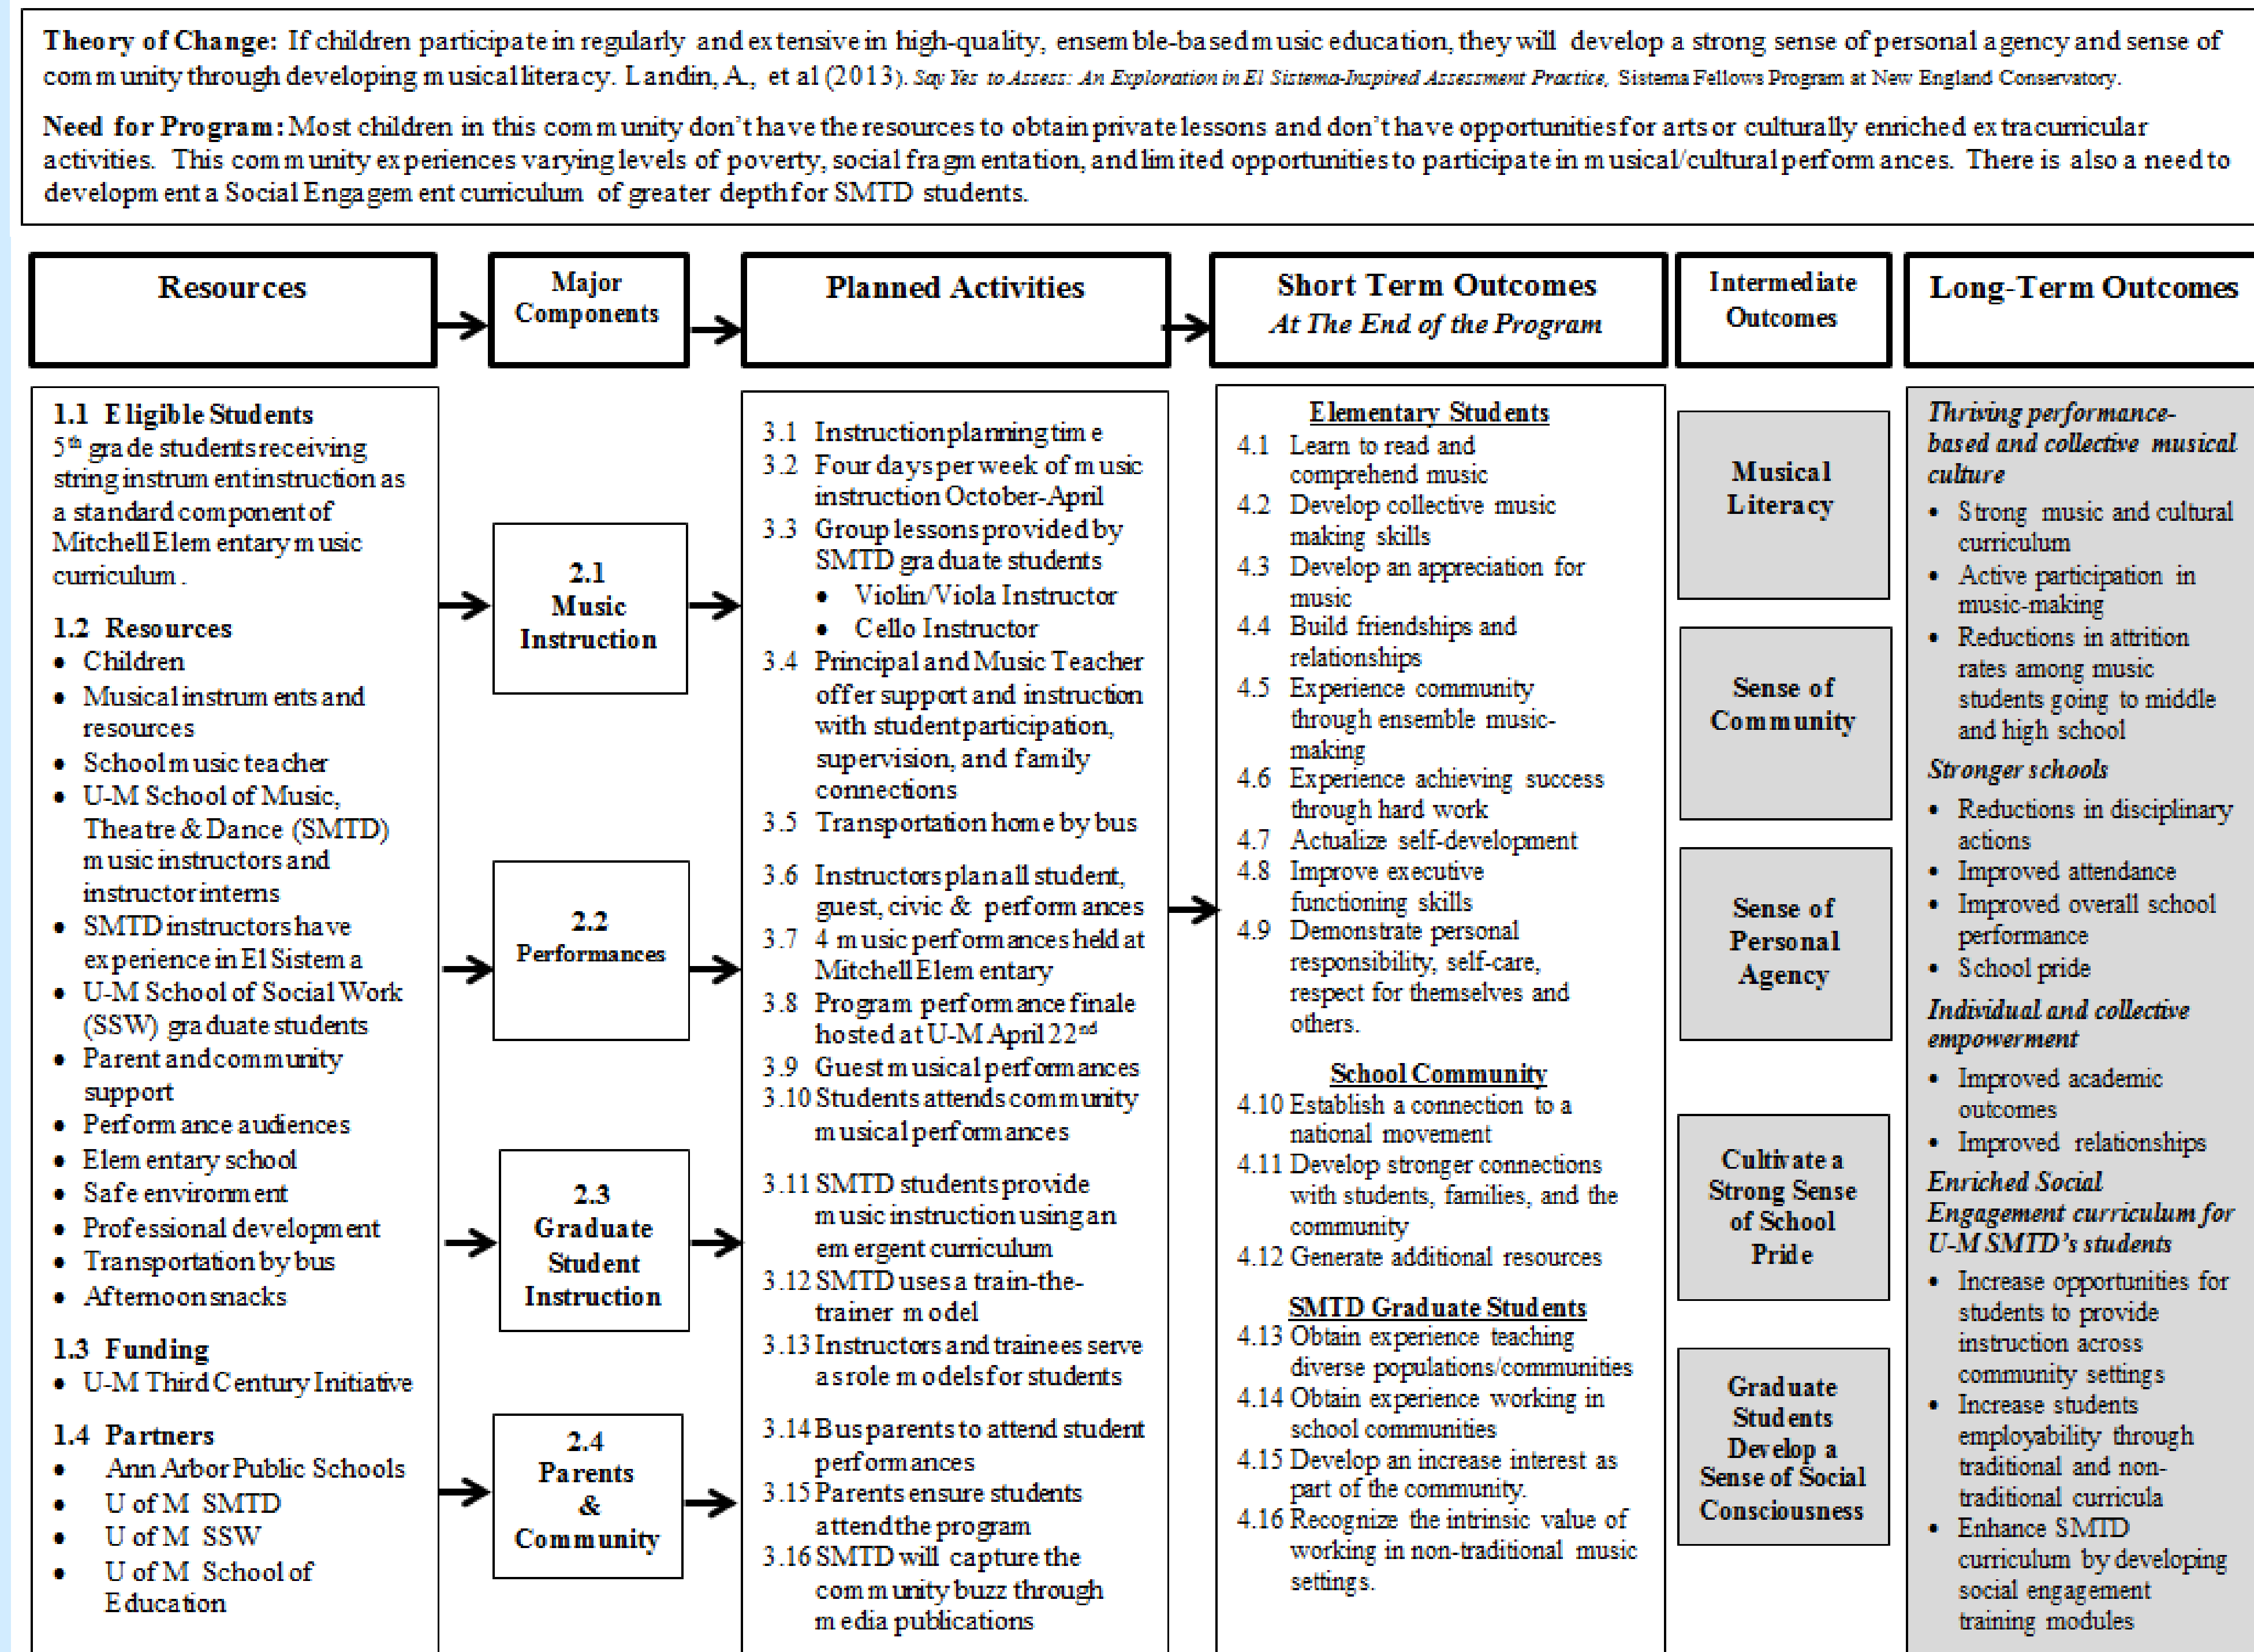 Theory of Change: If children participate in regularly and extensive in high-quality, ensemble-based music education, they will develop a strong sense of personal agency and sense of
community through developing musical literacy. Landin, A., et al (2013). Say Yes to Assess: An Exploration in El Sistema-Inspired Assessment Practice, Sistema Fellows Program at New England Conservatory.
Need for Program: Most children in this community don't have the resources to obtain private lessons and don't have opportunities for arts or culturally enriched extracurricular
activities. This community experiences varying levels of poverty, social fragmentation, and limited opportunities to participate in musical/cultural performances. There is also a need to
development a Social Engagement curriculum of greater depth for SMTD students.
Resources
Major
Components
Planned Activities
Short Term Outcomes
At The End of the Program
Intermediate
Outcomes
Long-Term Outcomes
1.1 Eligible Students
5th grade students receiving
string instrument instruction as
a standard component of
Mitchell Elementary music
curriculum.
1.2 Resources
• Children
• Musical instruments and
resources
• School music teacher
• U-M School of Music,
Theatre & Dance (SMTD)
music instructors and
instructor interns
• SMTD instructors have
experience in El Sistema
• U-M School of Social Work
(SSW) graduate students
• Parent and community
support
• Performance audiences
• Elementary school
• Safe environment
• Professional development
• Transportation by bus
• Afternoon snacks
1.3 Funding
• U-M Third Century Initiative
1.4 Partners
• Ann Arbor Public Schools
• U of M SMTD
• U of M SSW
• U of M School of
Education
2.1
Music
Instruction
2.2
Performances
2.3
Graduate
Student
Instruction
2.4
Parents
&
Community
3.1 Instruction planning time
3.2 Four days per week of music
instruction October-April
3.3 Group lessons provided by
SMTD graduate students
• Violin/Viola Instructor
• Cello Instructor
3.4 Principal and Music Teacher
offer support and instruction
with student participation,
supervision, and family
connections
3.5 Transportation home by bus
3.6 Instructors plan all student,
guest, civic & performances
3.7 4 music performances held at
Mitchell Elementary
3.8 Program performance finale
hosted at U-M April 22nd
3.9 Guest musical performances
3.10 Students attends community
musical performances
3.11 SMTD students provide
music instruction using an
emergent curriculum
3.12 SMTD uses a train-the-
trainer model
3.13 Instructors and trainees serve
as role models for students
3.14 Bus parents to attend student
performances
3.15 Parents ensure students
attend the program
3.16 SMTD will capture the
community buzz through
media publications
Elementary Students
4.1 Learn to read and
comprehend music
4.2 Develop collective music
making skills
4.3 Develop an appreciation for
music
4.4 Build friendships and
relationships
4.5 Experience community
through ensemble music-
making
4.6 Experience achieving success
through hard work
4.7 Actualize self-development
4.8 Improve executive
functioning skills
4.9 Demonstrate personal
responsibility, self-care,
respect for themselves and
others.
School Community
4.10 Establish a connection to a
national movement
4.11 Develop stronger connections
with students, families, and the
community
4.12 Generate additional resources
SMTD Graduate Students
4.13 Obtain experience teaching
diverse populations/communities
4.14 Obtain experience working in
school communities
4.15 Develop an increase interest as
part of the community.
4.16 Recognize the intrinsic value of
working in non-traditional music
settings.
Musical
Literacy
Sense of
Community
Sense of
Personal
Agency
Cultivate a
Strong Sense
of School
Pride
Graduate
Students
Develop a
Sense of Social
Consciousness
Thriving performance-
based and collective musical
culture
• Strong music and cultural
curriculum
• Active participation in
music-making
• Reductions in attrition
rates among music
students going to middle
and high school
Stronger schools
• Reductions in disciplinary
actions
• Improved attendance
• Improved overall school
performance
• School pride
Individual and collective
empowerment
• Improved academic
outcomes
• Improved relationships
Enriched Social
Engagement curriculum for
U-M SMTD's students
• Increase opportunities for
students to provide
instruction across
community settings
• Increase students
employability through
traditional and non-
traditional curricula
• Enhance SMTD
curriculum by developing
social engagement
training modules